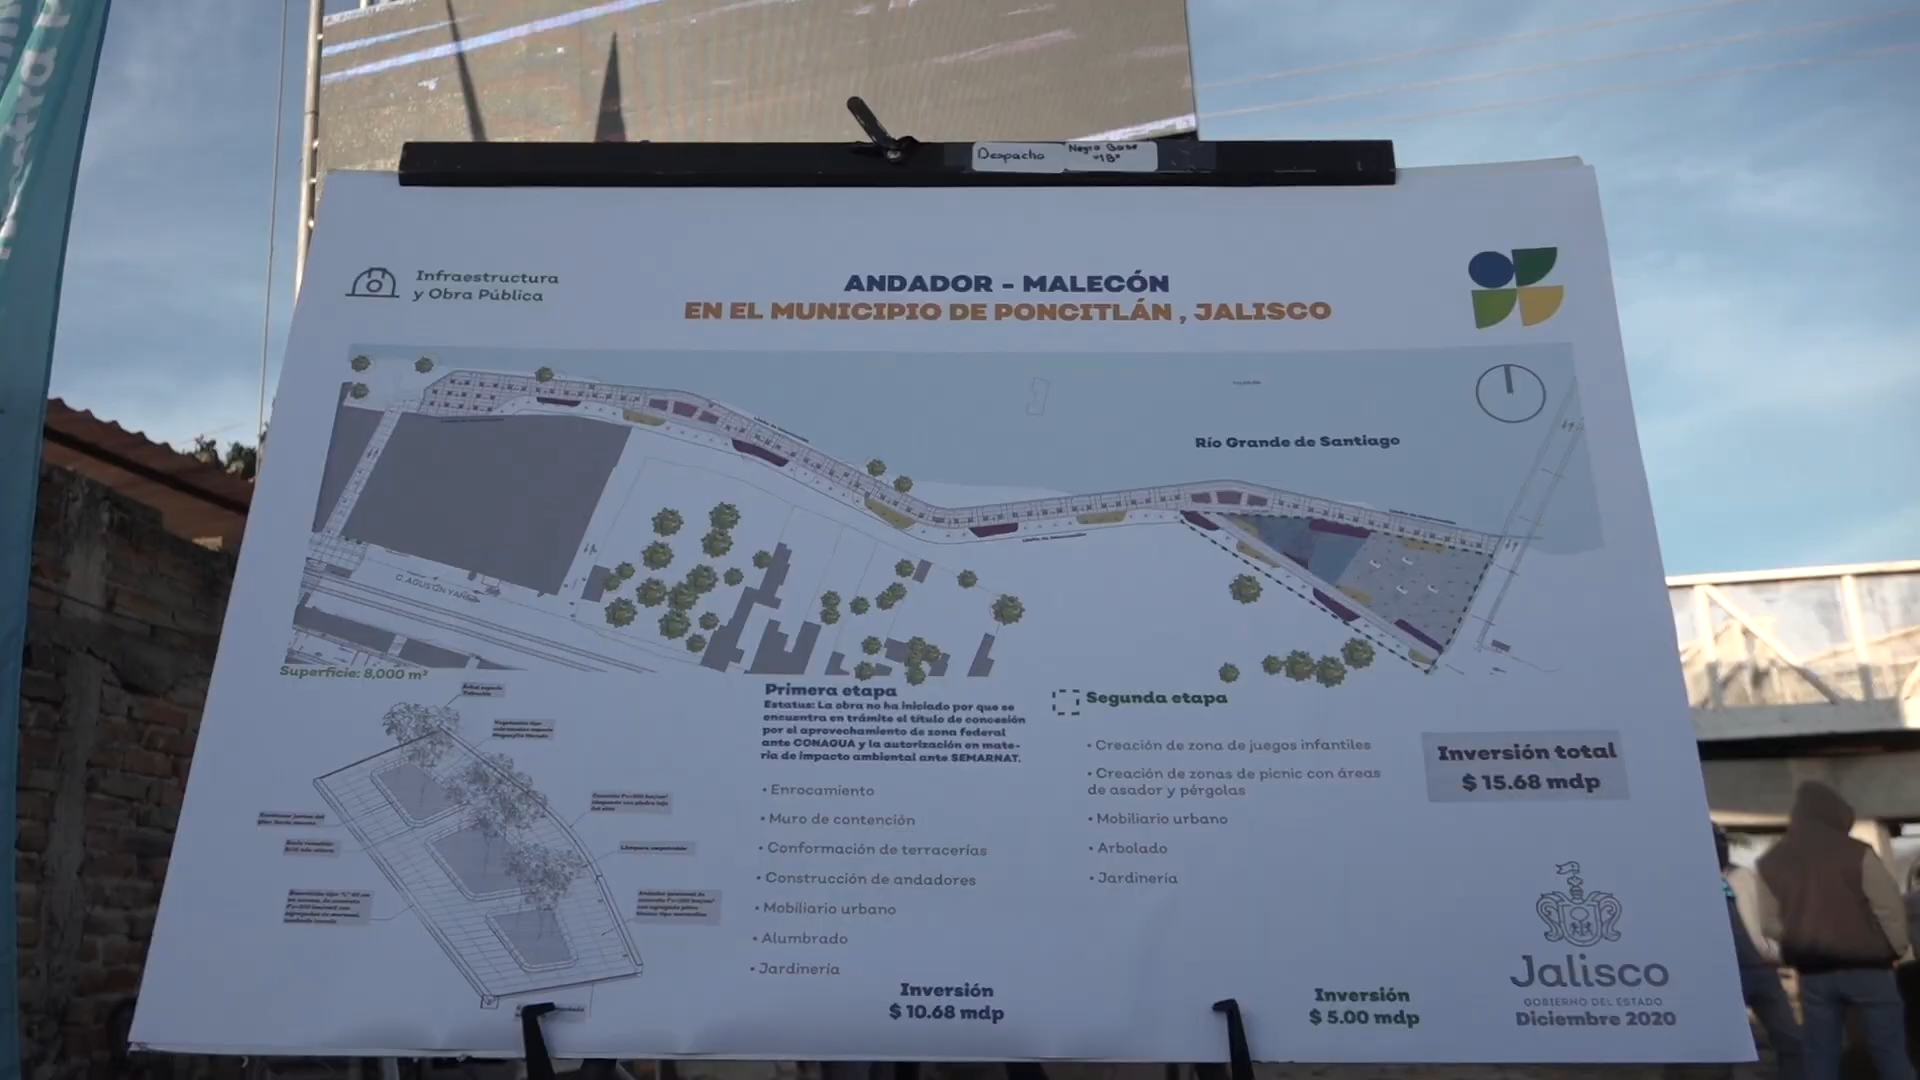 Despacho
Negro Base
"1B"
Infraestructura
y Obra Pública
ANDADOR - MALECÓN
EN EL MUNICIPIO DE PONCITLÁN , JALISCO
Río Grande de Santiago
C. AGUSTÍN YAÑEZ
Superficie: 8,000 m²
Primera etapa
Estatus: La obra no ha iniciado por que se
encuentra en trámite el título de concesión
por el aprovechamiento de zona federal
ante CONAGUA y la autorización en mate-
ria de impacto ambiental ante SEMARNAT.
• Enrocamiento
• Muro de contención
• Conformación de terracerías
• Construcción de andadores
• Mobiliario urbano
• Alumbrado
• Jardinería
Inversión
$ 10.68 mdp
Segunda etapa
• Creación de zona de juegos infantiles
• Creación de zonas de picnic con áreas
de asador y pérgolas
• Mobiliario urbano
• Arbolado
• Jardinería
Inversión
$ 5.00 mdp
Inversión total
$ 15.68 mdp
Jalisco
GOBIERNO DEL ESTADO
Diciembre 2020